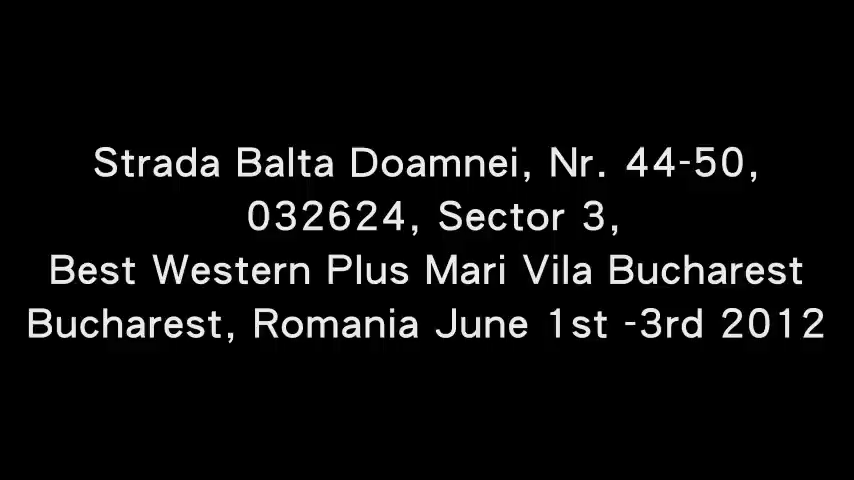 Strada Balta Doamnei, Nr. 44-50,
032624, Sector 3,
Best Western Plus Mari Vila Bucharest
Bucharest, Romania June 1st -3rd 2012